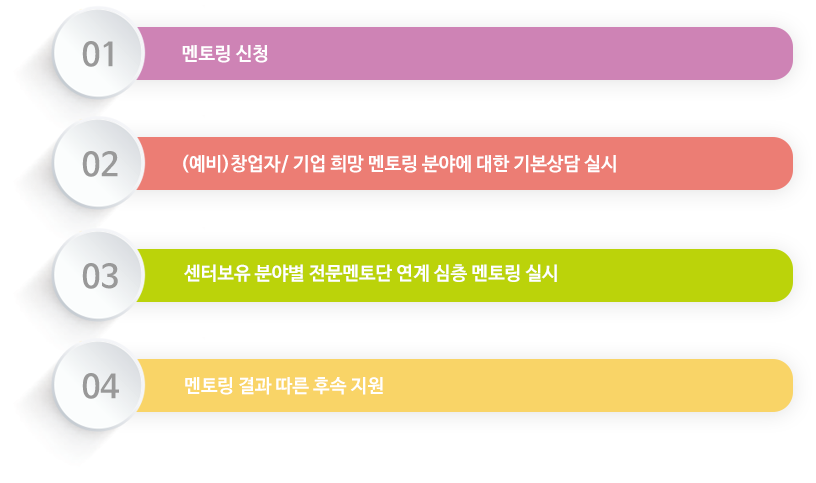 01 멘토링 신청
02 (예비)창업자/ 기업 희망 멘토링 분야에 대한 기본상담 실시
03 센터보유 분야별 전문멘토단 연계 심층 멘토링 실시
04 멘토링 결과 따른 후속 지원